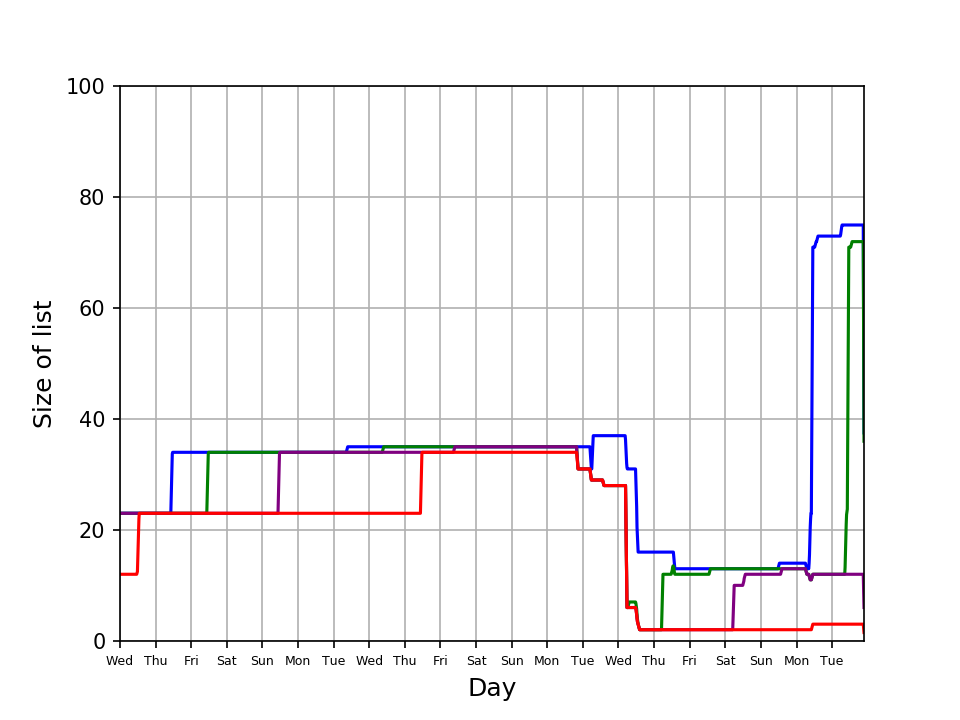 100
80
60
40
20
0
Size of list
Wed Thu Fri Sat Sun Mon Tue Wed Thu Fri Sat Sun Mon Tue Wed Thu Fri Sat Sun Mon Tue
Day